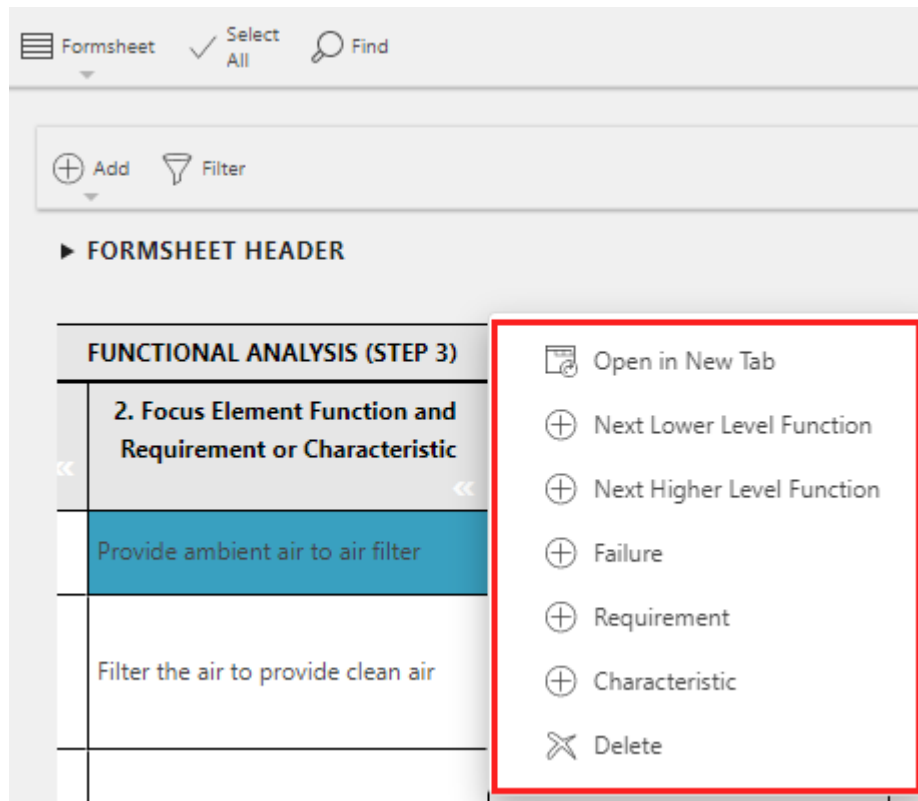 Formsheet
Select
All
Find
Add
Filter
FORMSHEET HEADER
FUNCTIONAL ANALYSIS (STEP 3)
2. Focus Element Function and
Requirement or Characteristic
Provide ambient air to air filter
Filter the air to provide clean air
Open in New Tab
Next Lower Level Function
Next Higher Level Function
Failure
Requirement
Characteristic
Delete